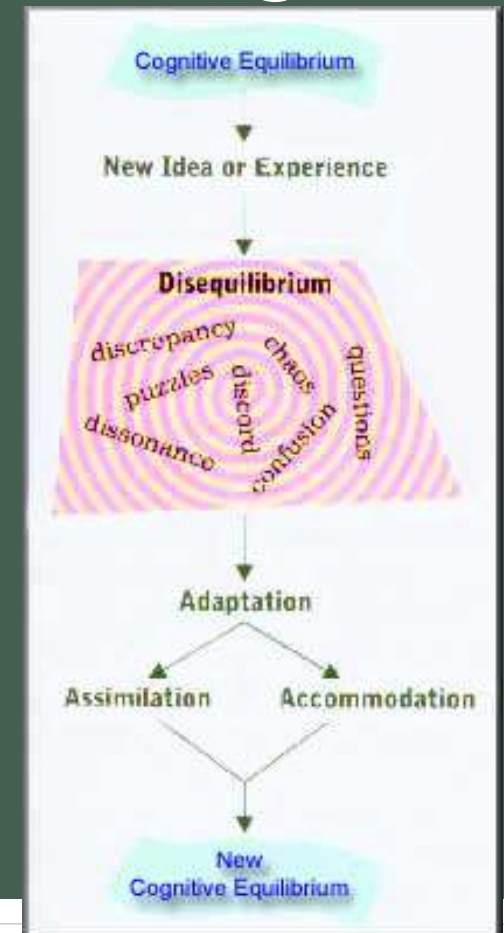 Cognitive Equilibrium
New Idea or Experience
Disequilibrium
discrepancy
chaos
questions
puzzles
discord
dissonance
confusion
Adaptation
Assimilation Accommodation
New
Cognitive Equilibrium